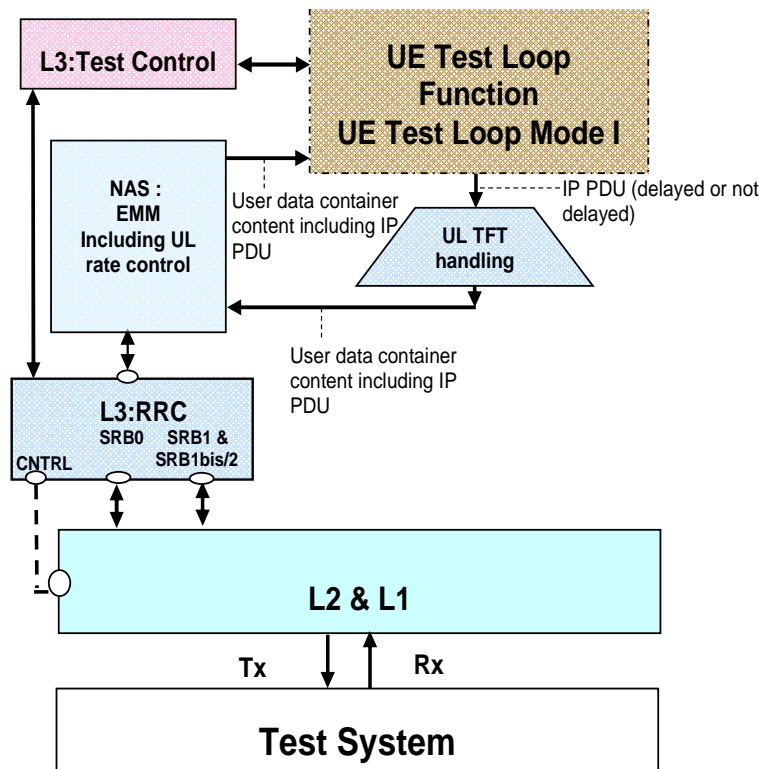 L3:Test Control
UE Test Loop
Function
UE Test Loop Mode I
NAS :
EMM
Including UL
rate control
User data container
content including IP
PDU
IP PDU (delayed or not
delayed)
UL TFT
handling
User data container
content including IP
PDU
L3:RRC
SRB0
SRB1 &
SRB1bis/2
CNTRL
L2 & L1
Tx
Rx
Test System